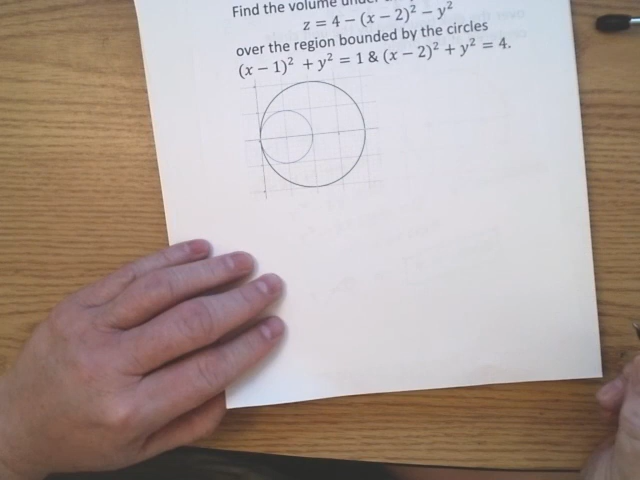 Find the volume under
z = 4 − (x − 2)² − y²
over the region bounded by the circles
(x − 1)² + y² = 1 & (x − 2)² + y² = 4.